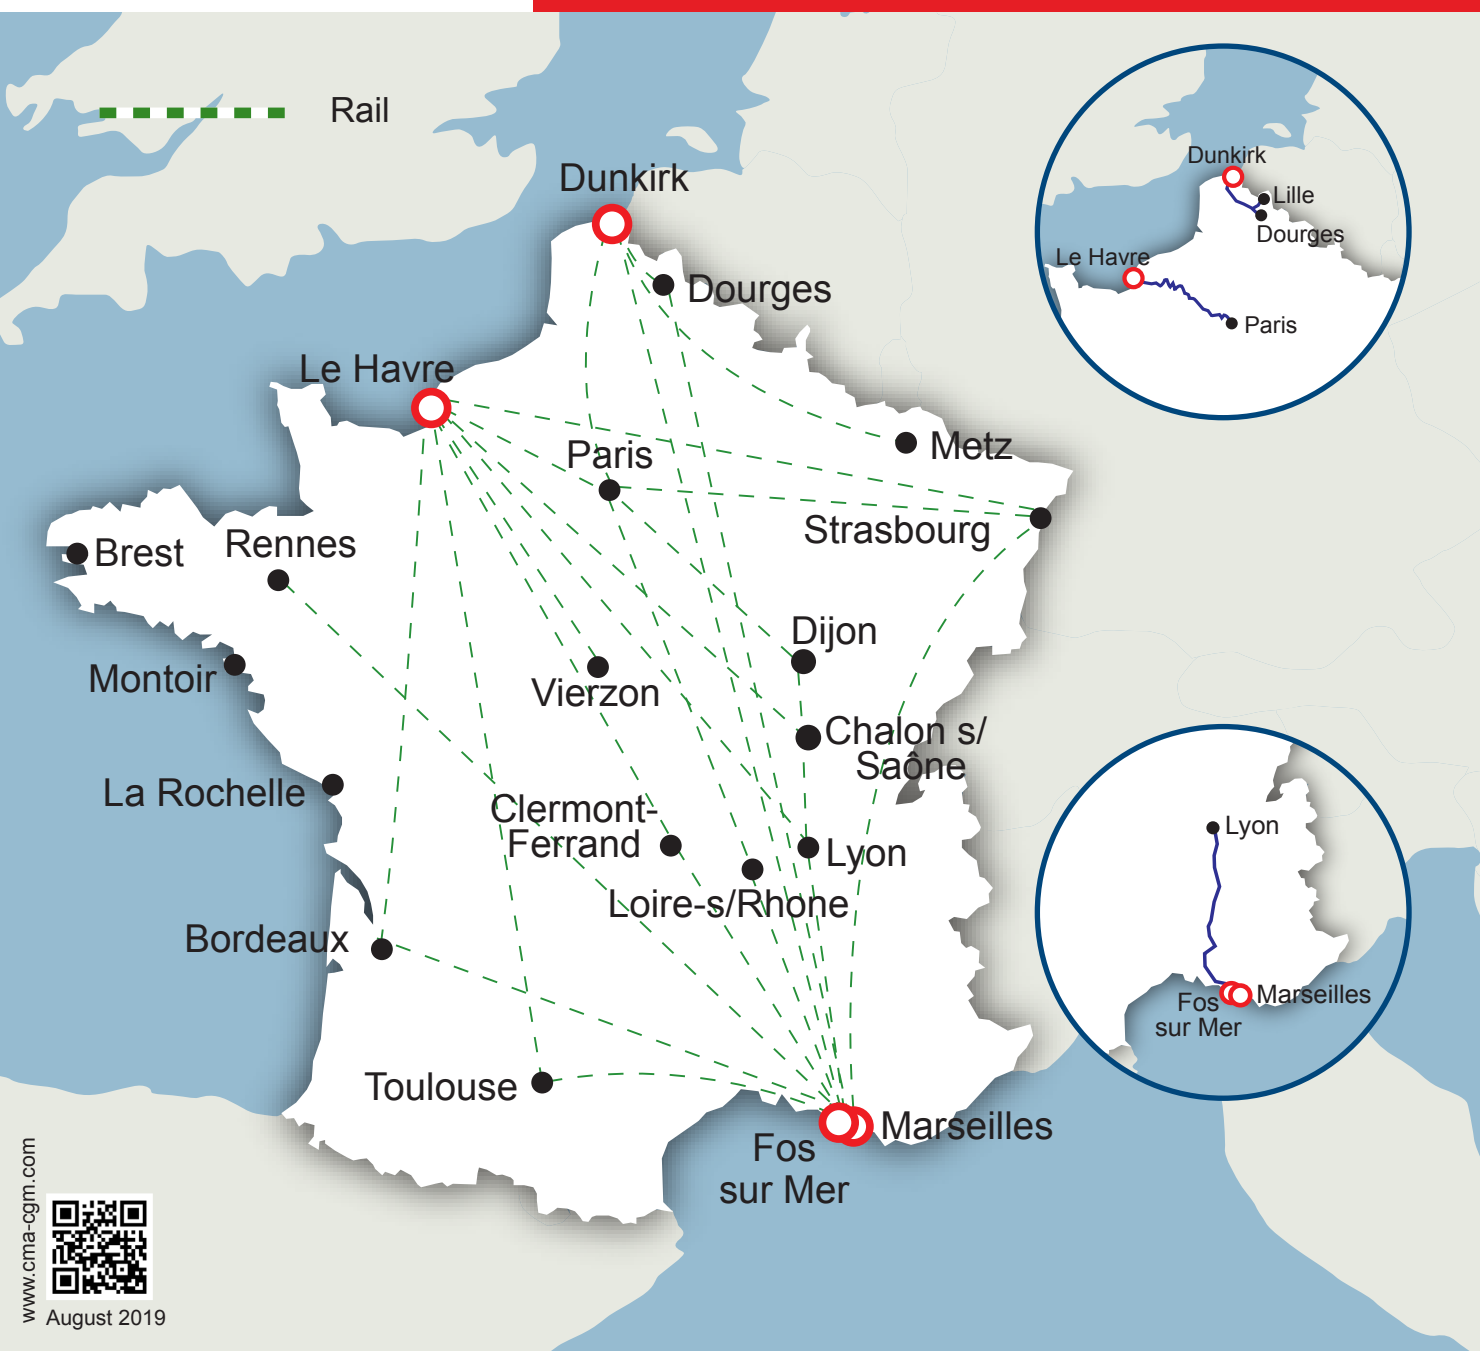 Rail
Dunkirk
Dourges
Le Havre
Metz
Paris
Strasbourg
Rennes
Brest
Dijon
Montoir
Vierzon
Chalon s/
Saône
La Rochelle
Clermont-
Ferrand
Lyon
Loire-s/Rhone
Bordeaux
Toulouse
Marseilles
Fos
sur Mer
Dunkirk
Lille
Dourges
Le Havre
Paris
Lyon
Marseilles
Fos
sur Mer
www.cma-cgm.com
August 2019